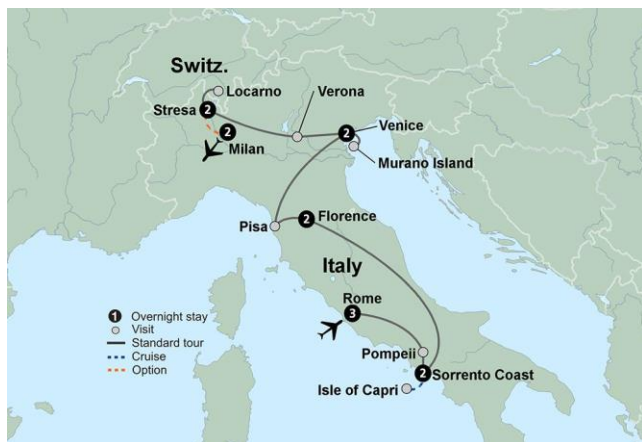 Switz.
Locarno
Verona
Stresa
2
2
Venice
2
Milan
Murano Island
2
Florence
Pisa
Italy
Rome
3
1 Overnight stay
Visit
Pompeii
Standard tour
2
Sorrento Coast
Cruise
Isle of Capri
Option